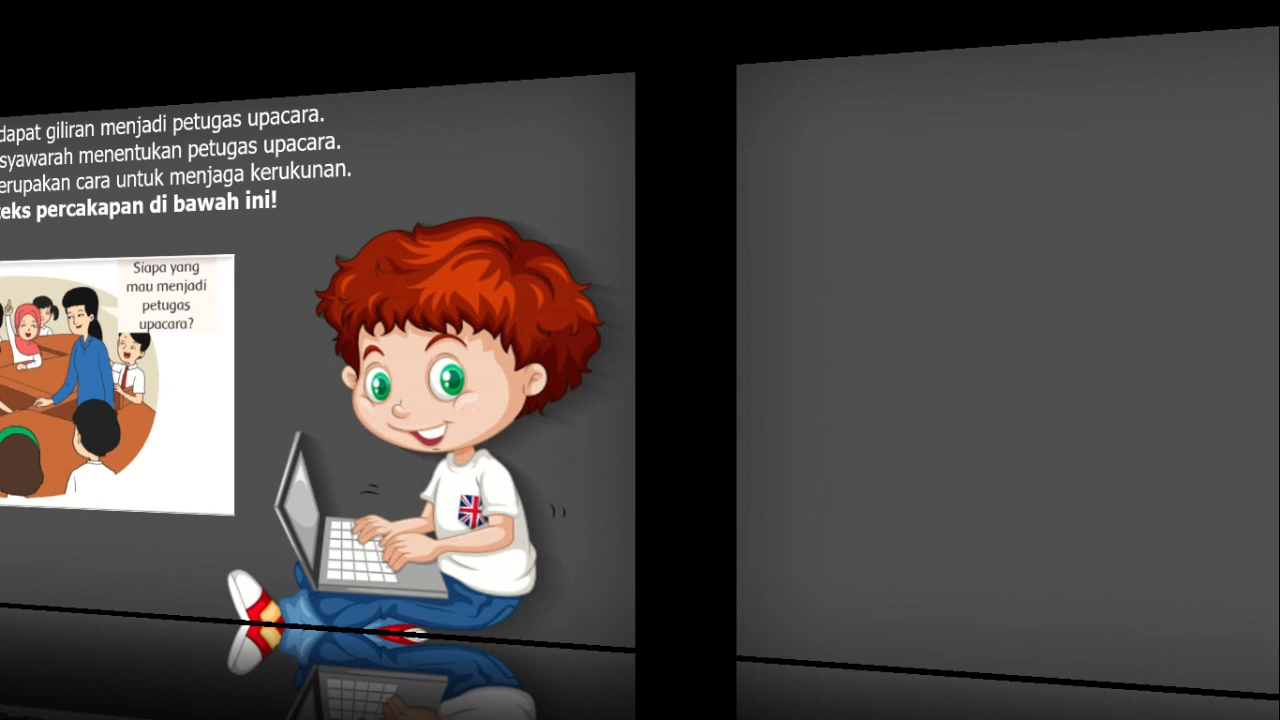 dapat giliran menjadi petugas upacara.
syawarah menentukan petugas upacara.
erupakan cara untuk menjaga kerukunan.
teks percakapan di bawah ini!
Siapa yang
mau menjadi
petugas
upacara?